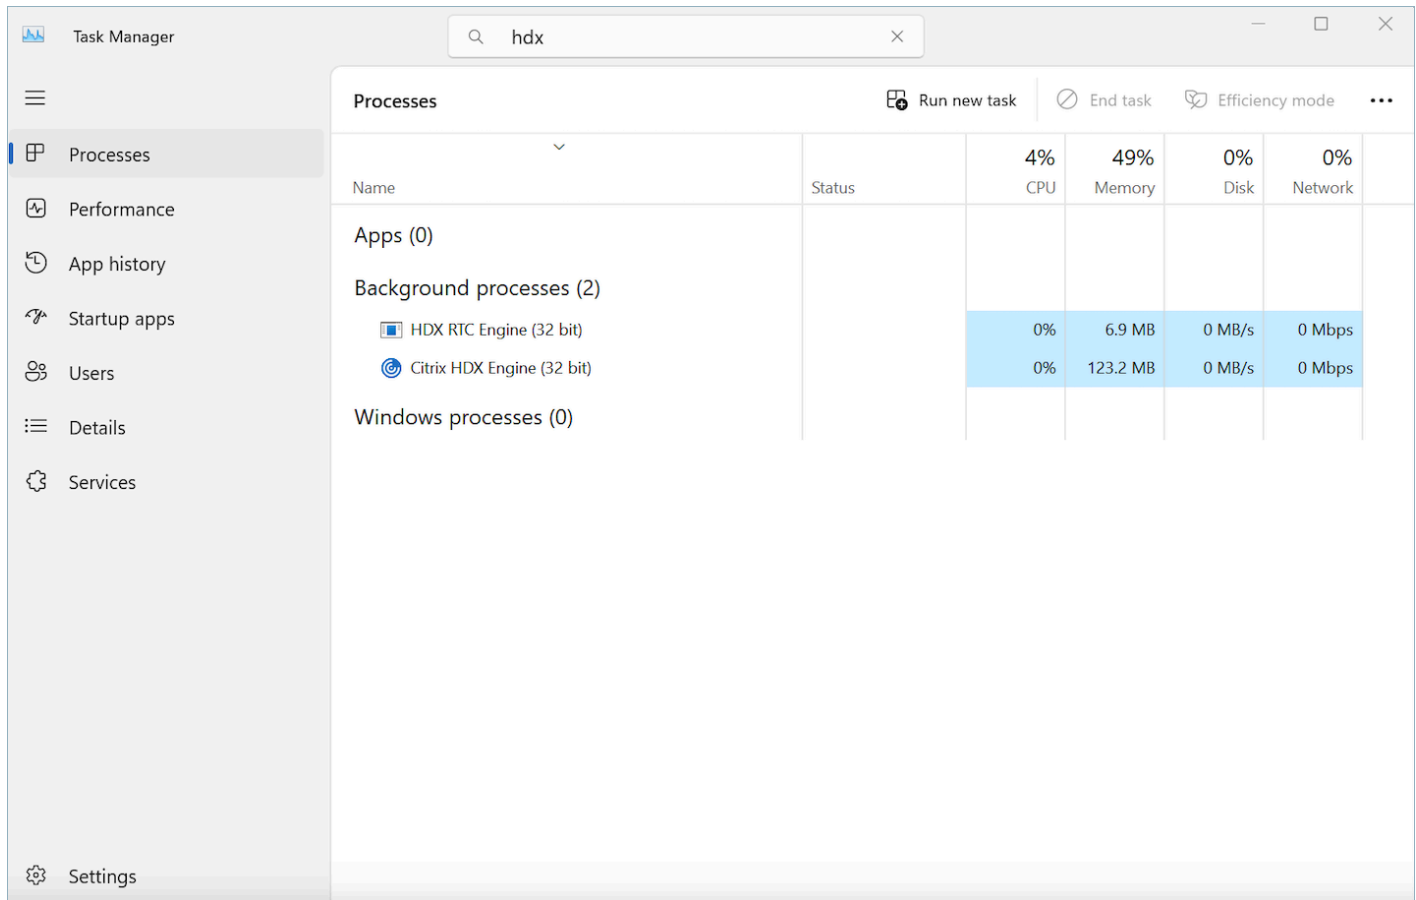 Task Manager
hdx
Processes
Run new task
End task
Efficiency mode
Processes
Performance
App history
Startup apps
Users
Details
Services
Settings
Name
Status
4%
CPU
49%
Memory
0%
Disk
0%
Network
Apps (0)
Background processes (2)
HDX RTC Engine (32 bit) 0% 6.9 MB 0 MB/s 0 Mbps
Citrix HDX Engine (32 bit) 0% 123.2 MB 0 MB/s 0 Mbps
Windows processes (0)